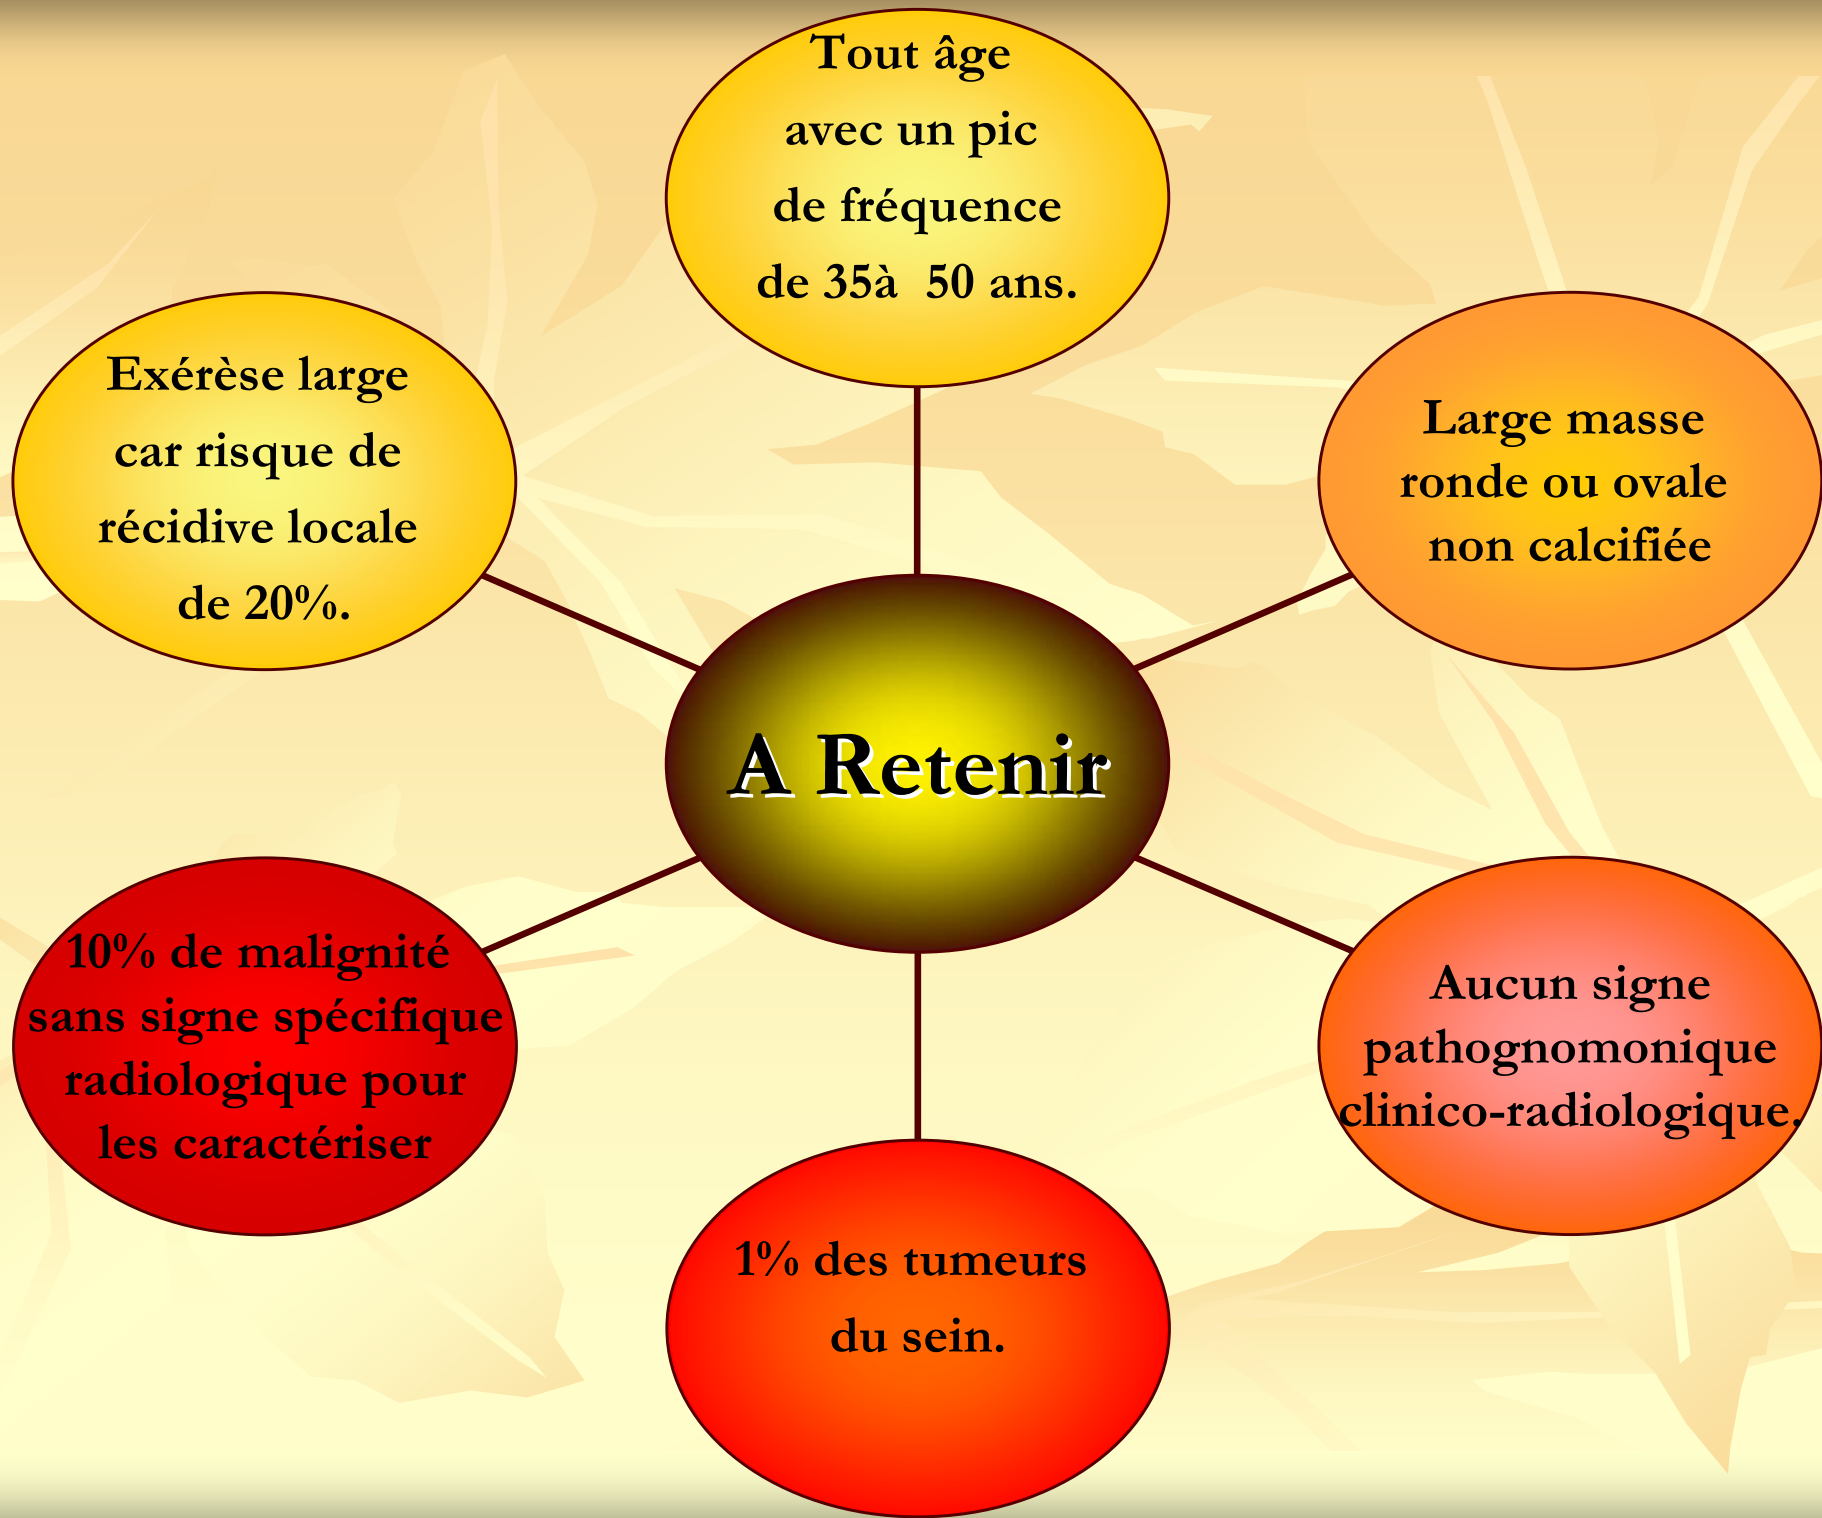 Tout âge
avec un pic
de fréquence
de 35à  50 ans.
Large masse
ronde ou ovale
non calcifiée
Aucun signe
pathognomonique
clinico-radiologique.
1% des tumeurs
du sein.
10% de malignité
sans signe spécifique
radiologique pour
les caractériser
Exérèse large
car risque de
récidive locale
de 20%.
A Retenir